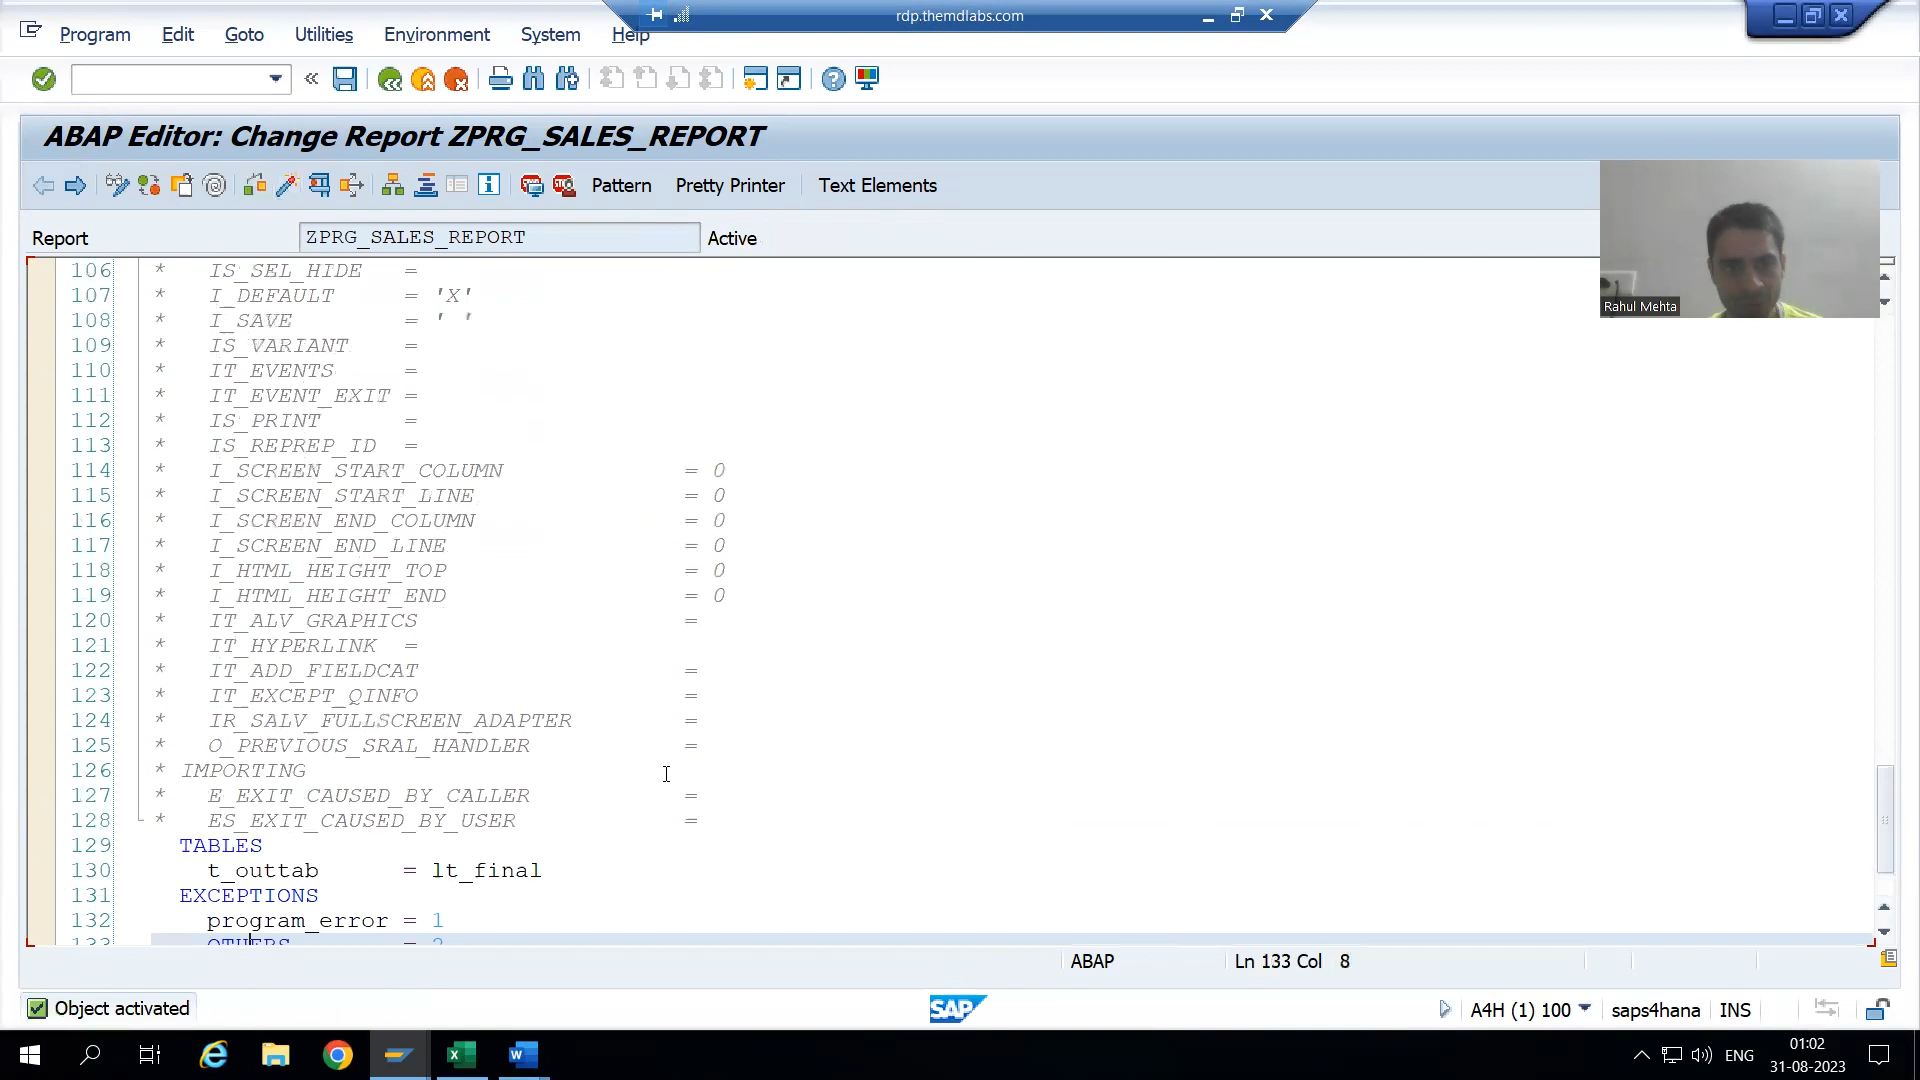 rdp.themdlabs.com
Program Edit Goto Utilities Environment System Help
ABAP Editor: Change Report ZPRG_SALES_REPORT
Pattern Pretty Printer Text Elements
Report ZPRG_SALES_REPORT Active
Rahul Mehta
106 * IS_SEL_HIDE =
107 * I_DEFAULT = 'X'
108 * I_SAVE = ' '
109 * IS_VARIANT =
110 * IT_EVENTS =
111 * IT_EVENT_EXIT =
112 * IS_PRINT =
113 * IS_REPREP_ID =
114 * I_SCREEN_START_COLUMN = 0
115 * I_SCREEN_START_LINE = 0
116 * I_SCREEN_END_COLUMN = 0
117 * I_SCREEN_END_LINE = 0
118 * I_HTML_HEIGHT_TOP = 0
119 * I_HTML_HEIGHT_END = 0
120 * IT_ALV_GRAPHICS =
121 * IT_HYPERLINK =
122 * IT_ADD_FIELDCAT =
123 * IT_EXCEPT_QINFO =
124 * IR_SALV_FULLSCREEN_ADAPTER =
125 * O_PREVIOUS_SRAL_HANDLER =
126 * IMPORTING
127 * E_EXIT_CAUSED_BY_CALLER =
128 * ES_EXIT_CAUSED_BY_USER =
129 TABLES
130 t_outtab = lt_final
131 EXCEPTIONS
132 program_error = 1
133 OTHERS = 2
ABAP Ln 133 Col 8
Object activated SAP A4H (1) 100 saps4hana INS
ENG
01:02
31-08-2023